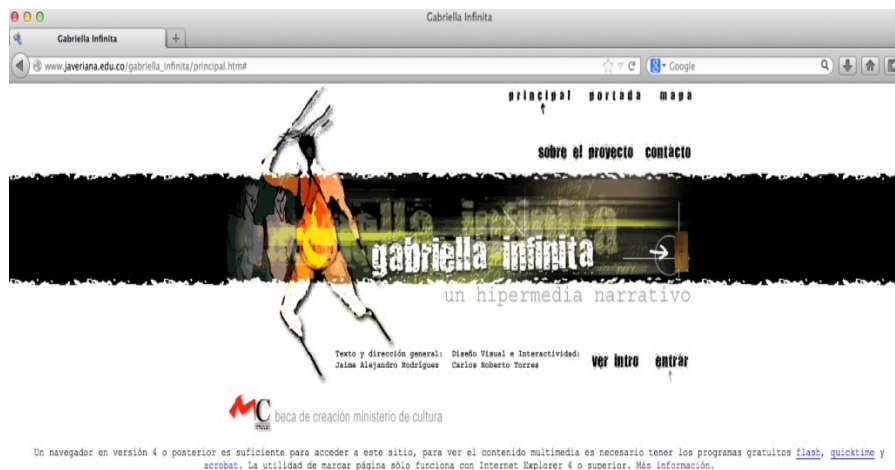 Gabriella Infinita
Gabriella Infinita
www.javeriana.edu.co/gabriella_infinita/principal.htm#
Google
principal portada mapa
sobre el proyecto contacto
gabriella infinita
un hipermedia narrativo
Texto y dirección general: Diseño Visual e Interactividad:
Jaime Alejandro Rodríguez Carlos Roberto Torres
ver intro entrar
MC beca de creación ministerio de cultura
Un navegador en versión 4 o posterior es suficiente para acceder a este sitio, para ver el contenido multimedia es necesario tener los programas gratuitos flash, quicktime y
acrobat. La utilidad de marcar página sólo funciona con Internet Explorer 4 o superior. Más información.